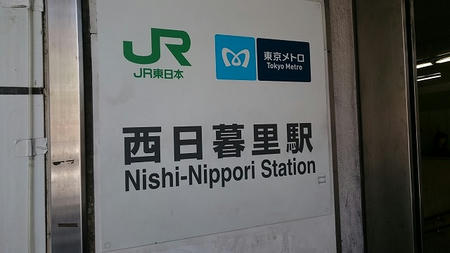 JR
JR東日本
東京メトロ
Tokyo Metro
西日暮里駅
Nishi-Nippori Station